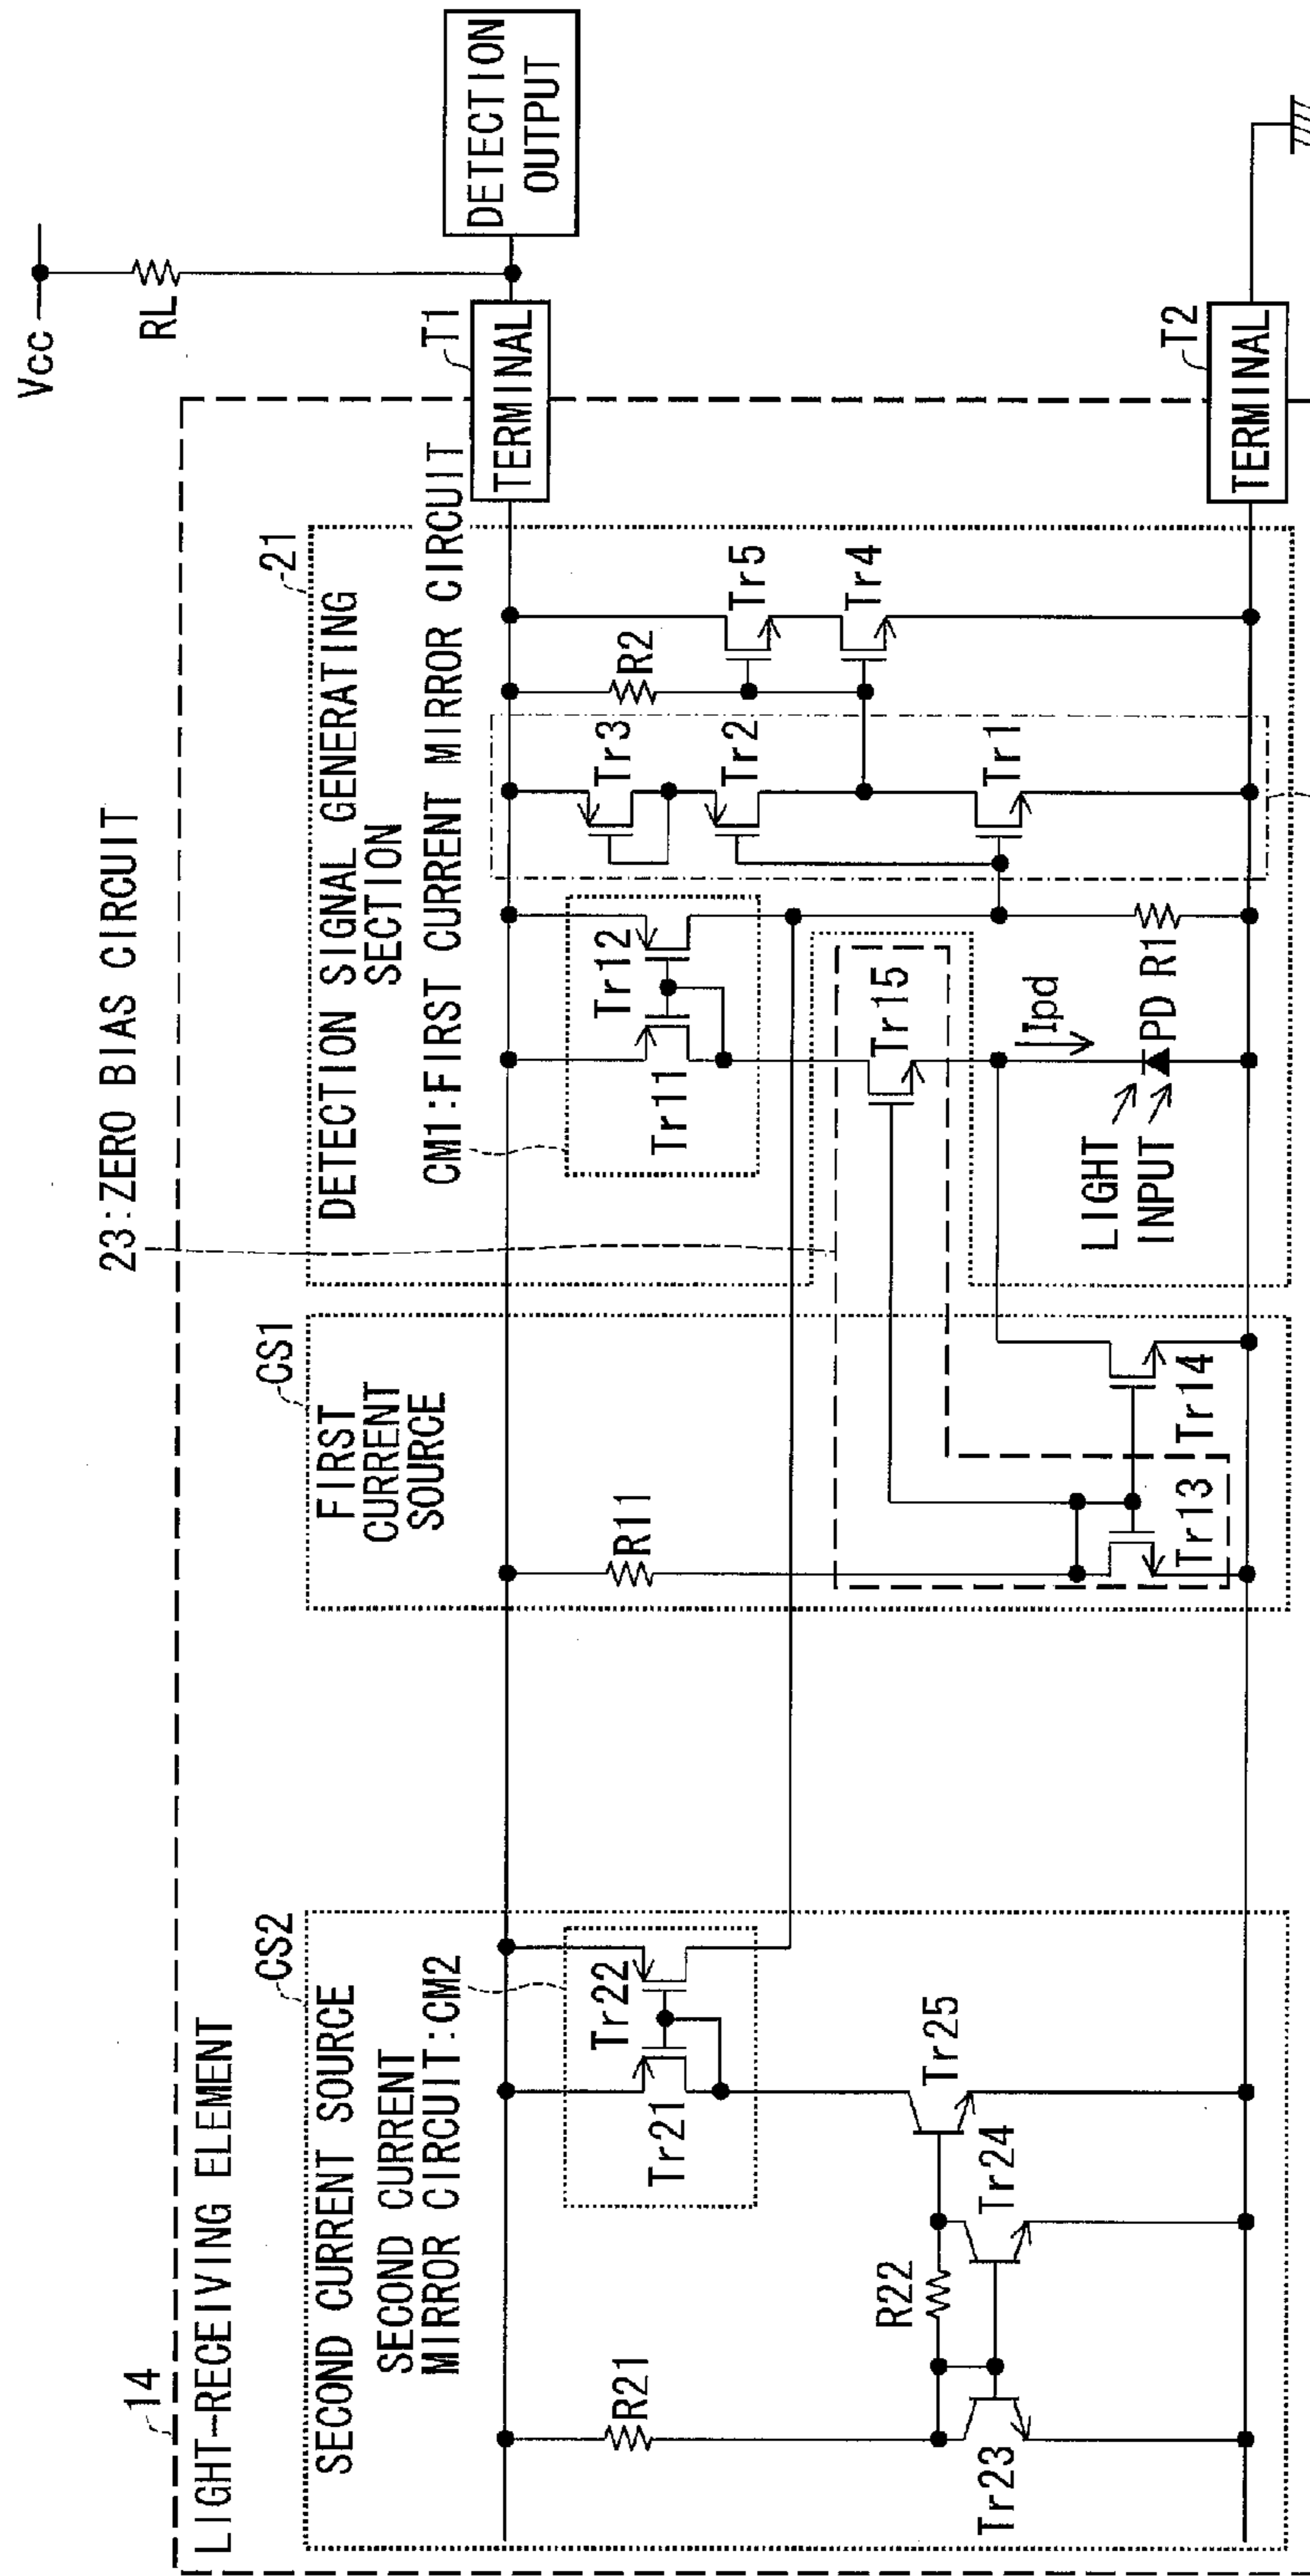 14
LIGHT-RECEIVING ELEMENT
CS2
SECOND CURRENT SOURCE
SECOND CURRENT
MIRROR CIRCUIT:CM2
Tr21
Tr22
R21
R22
Tr23
Tr24
Tr25
CS1
FIRST
CURRENT
SOURCE
R11
Tr13
Tr14
23:ZERO BIAS CIRCUIT
21
DETECTION SIGNAL GENERATING
SECTION
CM1:FIRST CURRENT MIRROR CIRCUIT
Tr11
Tr12
Tr15
Ipd
LIGHT
INPUT
PD
R1
Tr3
Tr2
Tr1
R2
Tr5
Tr4
T1
TERMINAL
T2
TERMINAL
Vcc
RL
DETECTION
OUTPUT